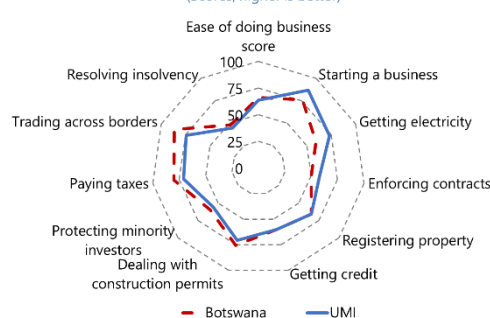 (Scores, higher is better)
Ease of doing business
score
Starting a business
Getting electricity
Enforcing contracts
Registering property
Getting credit
Dealing with
construction permits
Protecting minority
investors
Paying taxes
Trading across borders
Resolving insolvency
100
75
50
25
0
Botswana
UMI